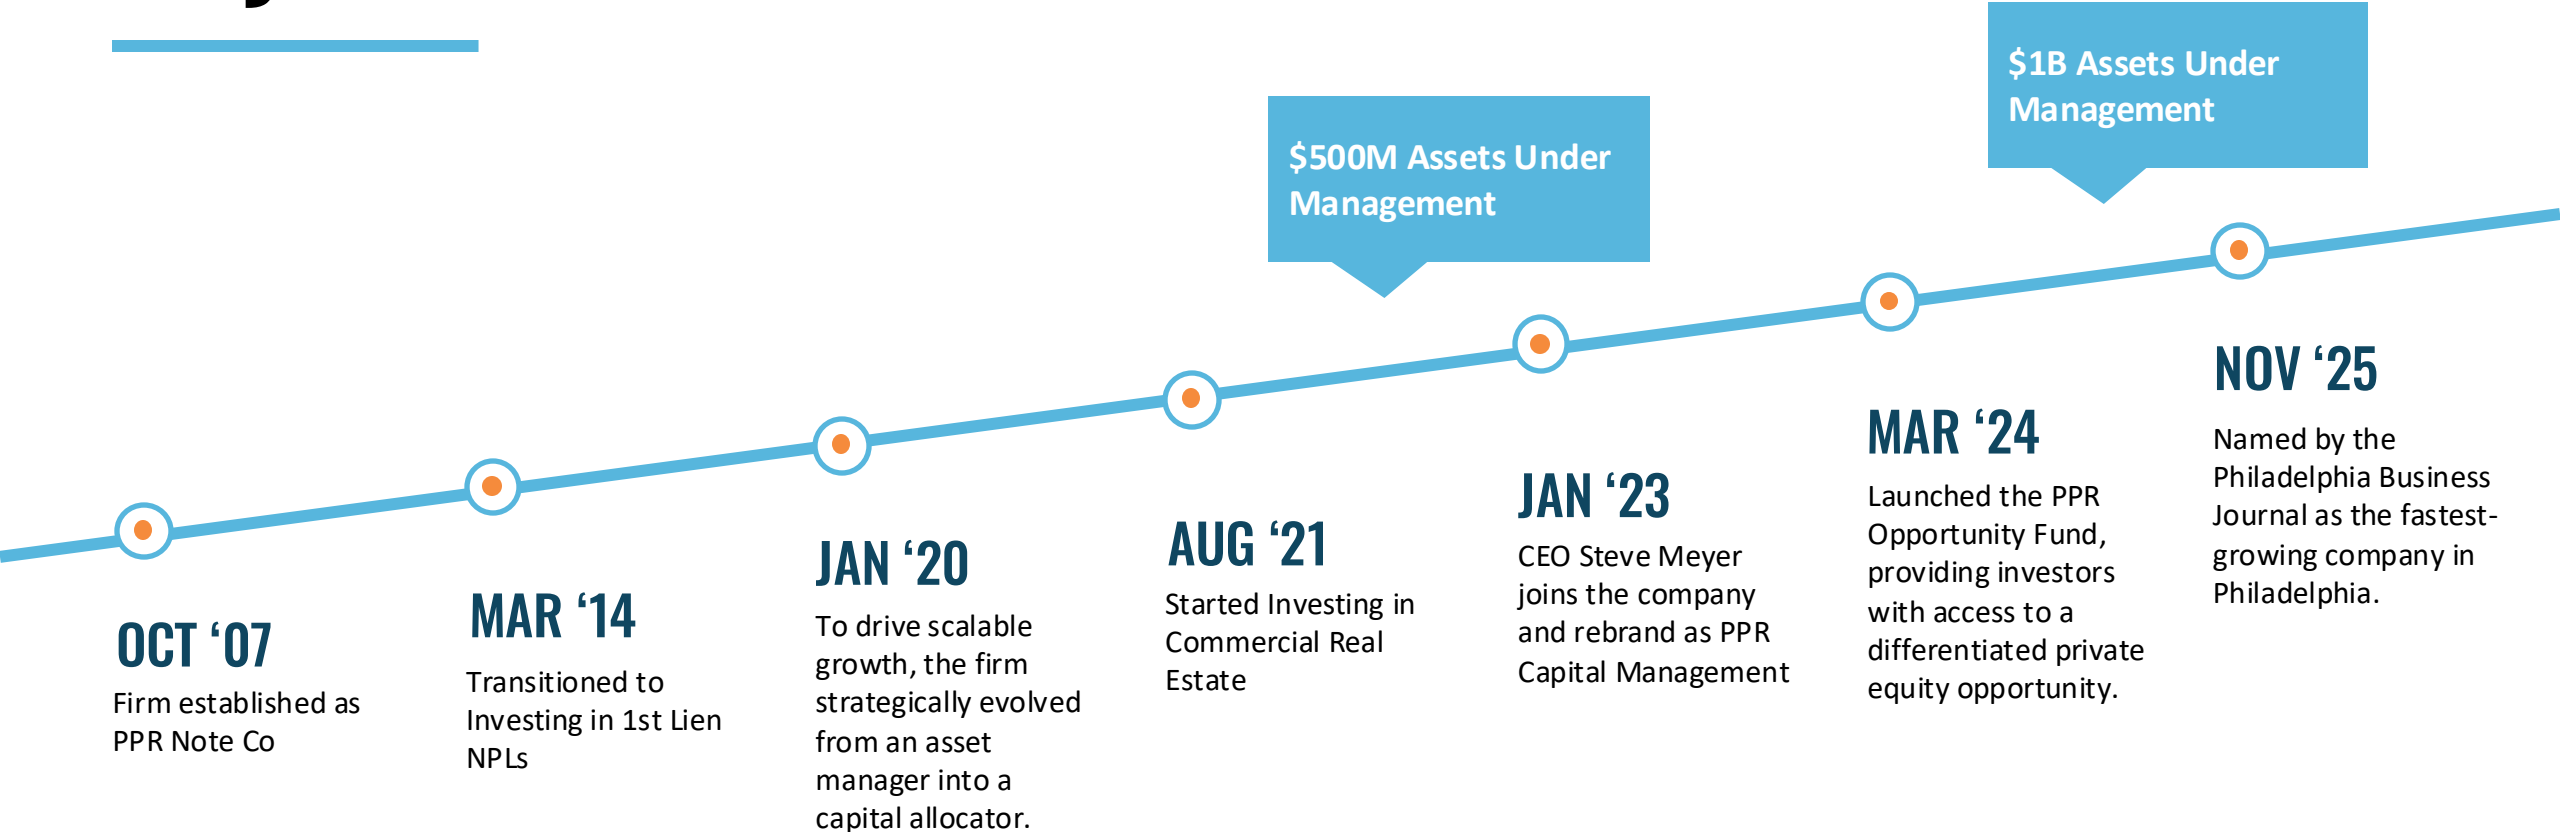 $1B Assets Under
Management
$500M Assets Under
Management
OCT ‘07
Firm established as
PPR Note Co
MAR ‘14
Transitioned to
Investing in 1st Lien
NPLs
JAN ‘20
To drive scalable
growth, the firm
strategically evolved
from an asset
manager into a
capital allocator.
AUG ‘21
Started Investing in
Commercial Real
Estate
JAN ‘23
CEO Steve Meyer
joins the company
and rebrand as PPR
Capital Management
MAR ‘24
Launched the PPR
Opportunity Fund,
providing investors
with access to a
differentiated private
equity opportunity.
NOV ‘25
Named by the
Philadelphia Business
Journal as the fastest-
growing company in
Philadelphia.